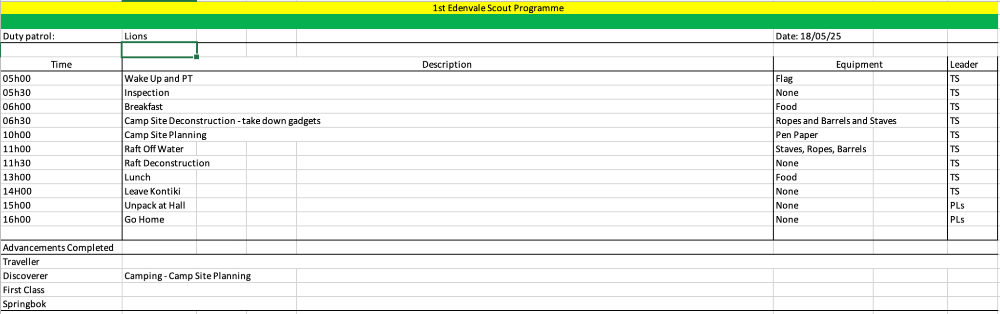 1st Edenvale Scout Programme
Duty patrol: Lions Date: 18/05/25
Time Description Equipment Leader
05h00 Wake Up and PT Flag TS
05h30 Inspection None TS
06h00 Breakfast Food TS
06h30 Camp Site Deconstruction - take down gadgets Ropes and Barrels and Staves TS
10h00 Camp Site Planning Pen Paper TS
11h00 Raft Off Water Staves, Ropes, Barrels TS
11h30 Raft Deconstruction None TS
13h00 Lunch Food TS
14H00 Leave Kontiki None TS
15h00 Unpack at Hall None PLs
16h00 Go Home None PLs
Advancements Completed
Traveller
Discoverer Camping - Camp Site Planning
First Class
Springbok